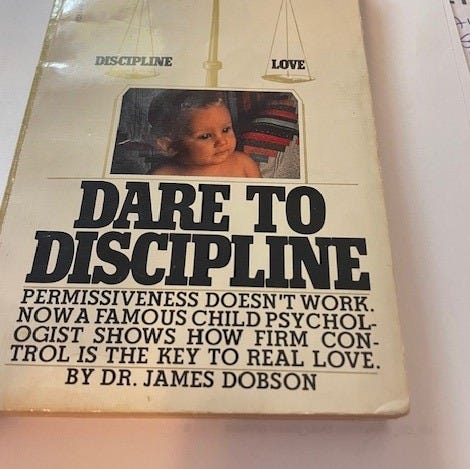 DISCIPLINE
LOVE
DARE TO
DISCIPLINE
PERMISSIVENESS DOESN'T WORK.
NOW A FAMOUS CHILD PSYCHOL-
OGIST SHOWS HOW FIRM CON-
TROL IS THE KEY TO REAL LOVE.
BY DR. JAMES DOBSON